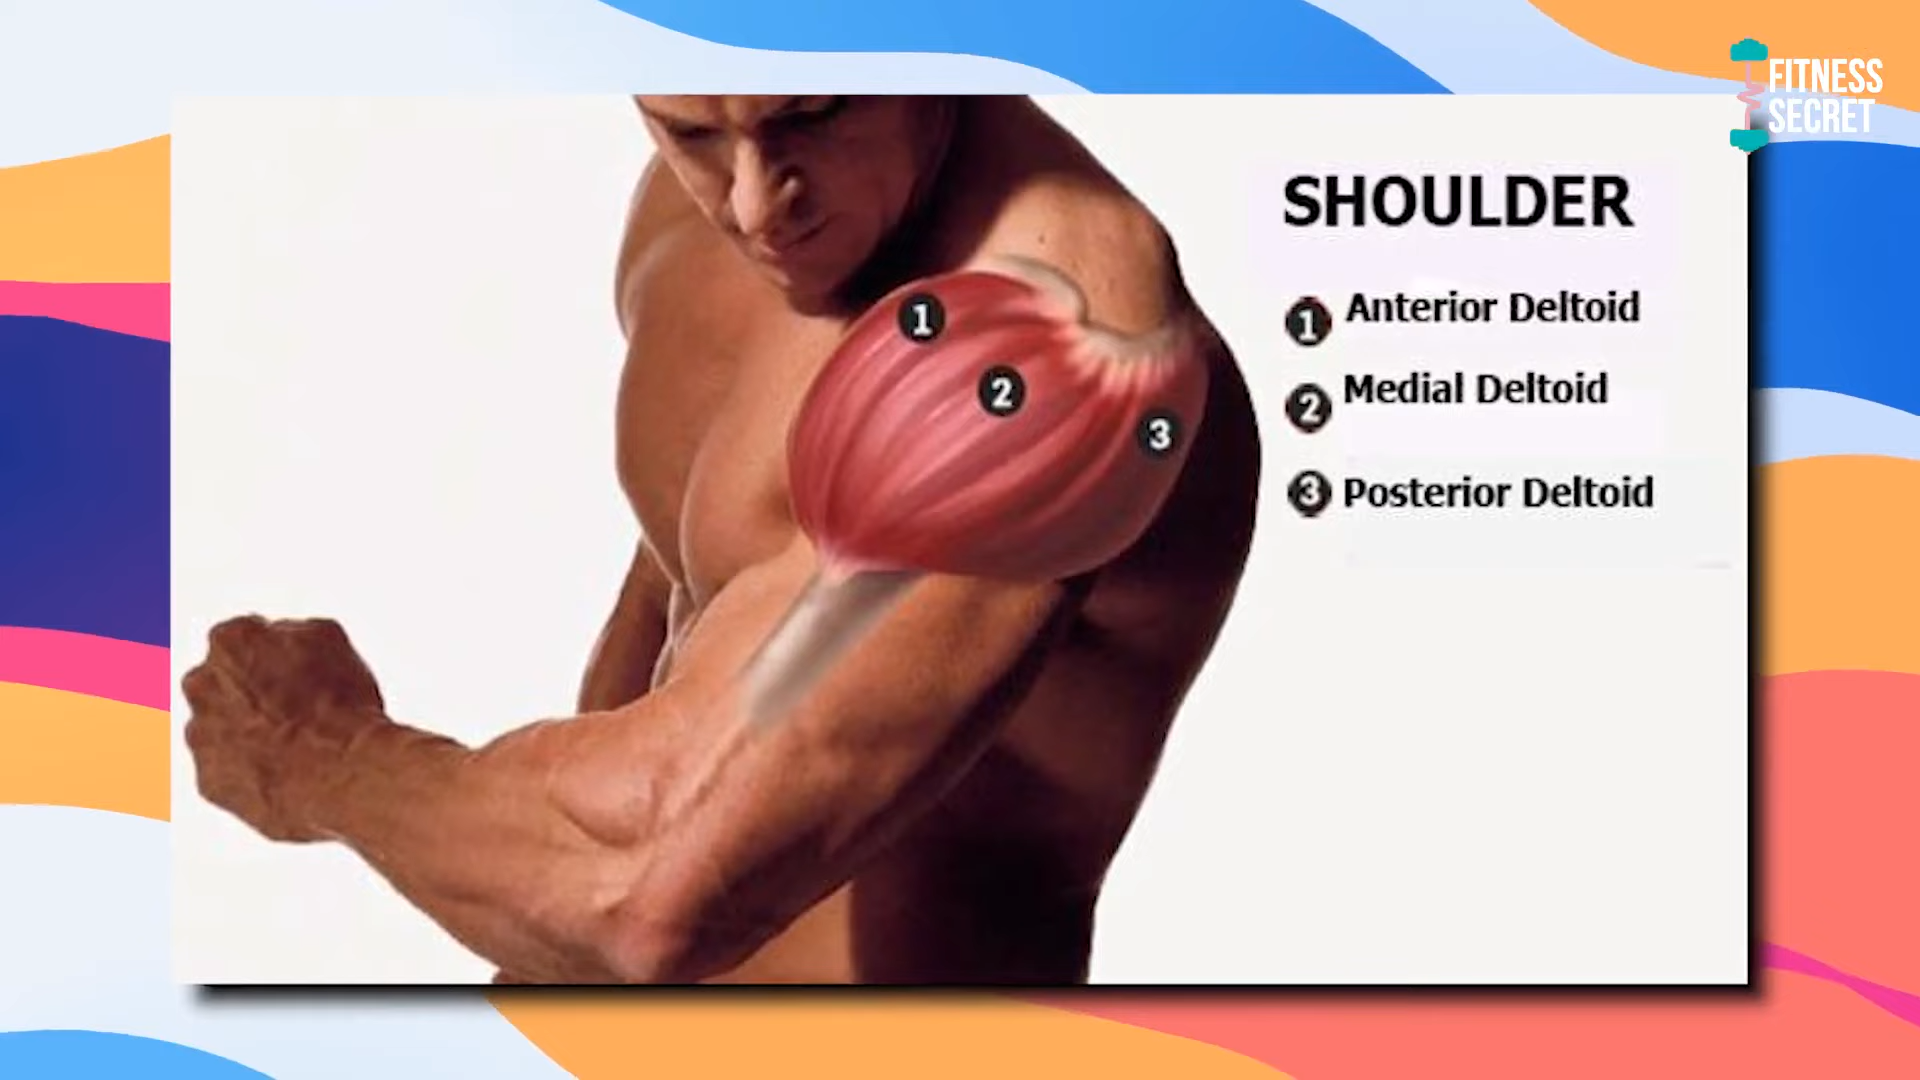 FITNESS
SECRET
SHOULDER
1 Anterior Deltoid
2 Medial Deltoid
3 Posterior Deltoid
1
2
3